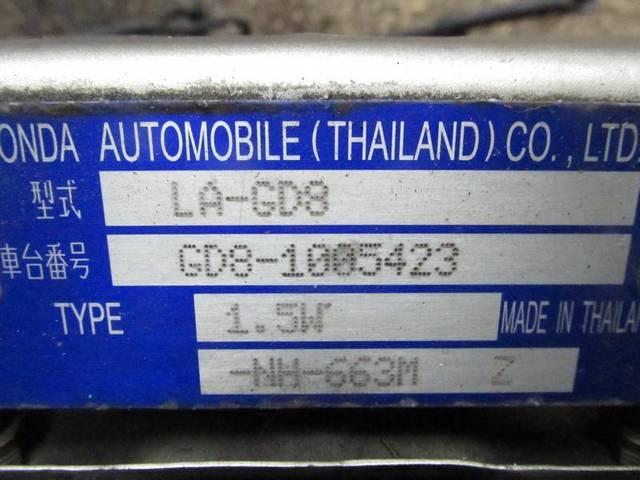 ONDA AUTOMOBILE (THAILAND) CO., LTD.
型式 LA-GD8
車台番号 GD8-1005423
TYPE 1.5W MADE IN THAILAN
-NH-663M Z